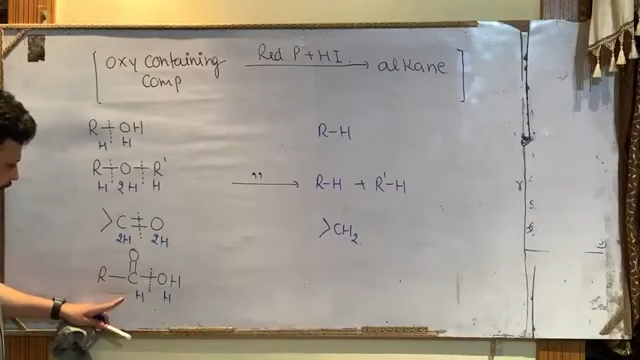 [ oxy containing comp Red P + HI → alkane ]
R-OH R-H
H H
R-O-R' ,, → R-H + R'-H
H 2H H
>C=O >CH2
2H 2H
O
R-C-OH
H H